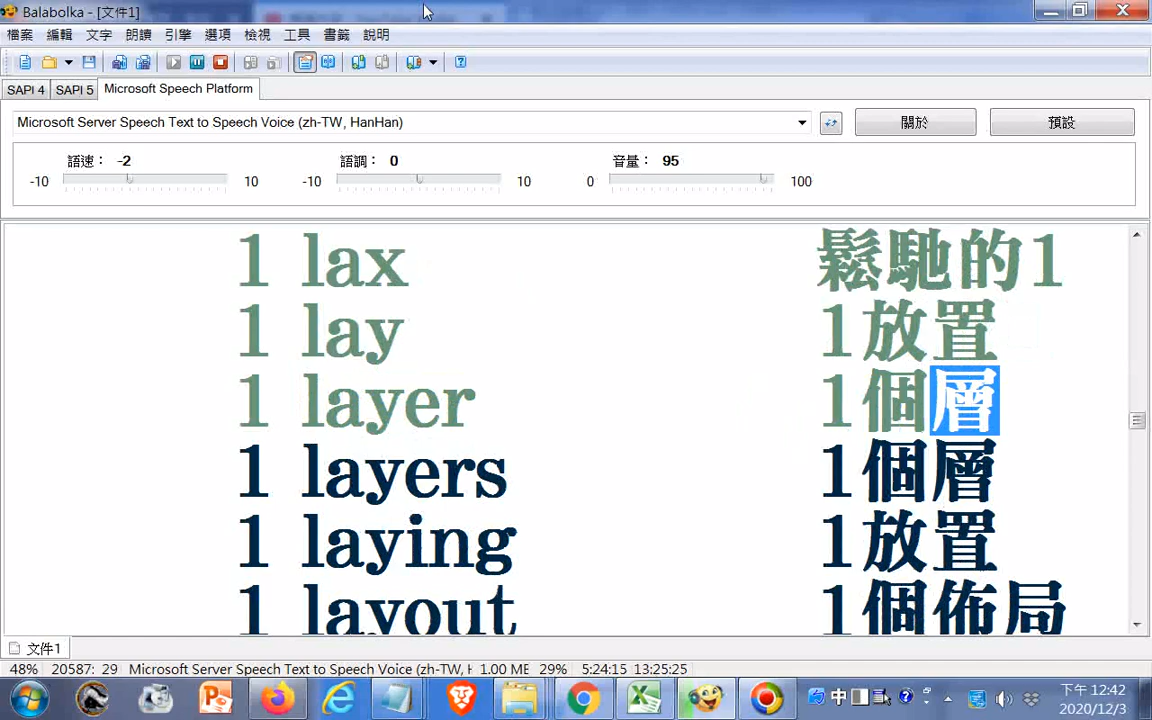 Balabolka - [文件1]
檔案 編輯 文字 朗讀 引擎 選項 檢視 工具 書籤 說明
SAPI 4 SAPI 5 Microsoft Speech Platform
Microsoft Server Speech Text to Speech Voice (zh-TW, HanHan) 關於 預設
語速： -2 語調： 0 音量： 95
-10 10 -10 10 0 100
1 lax 鬆馳的1
1 lay 1放置
1 layer 1個層
1 layers 1個層
1 laying 1放置
1 layout 1個佈局
文件1
48% 20587: 29 Microsoft Server Speech Text to Speech Voice (zh-TW, H 1.00 ME 29% 5:24:15 13:25:25
中 下午 12:42
2020/12/3